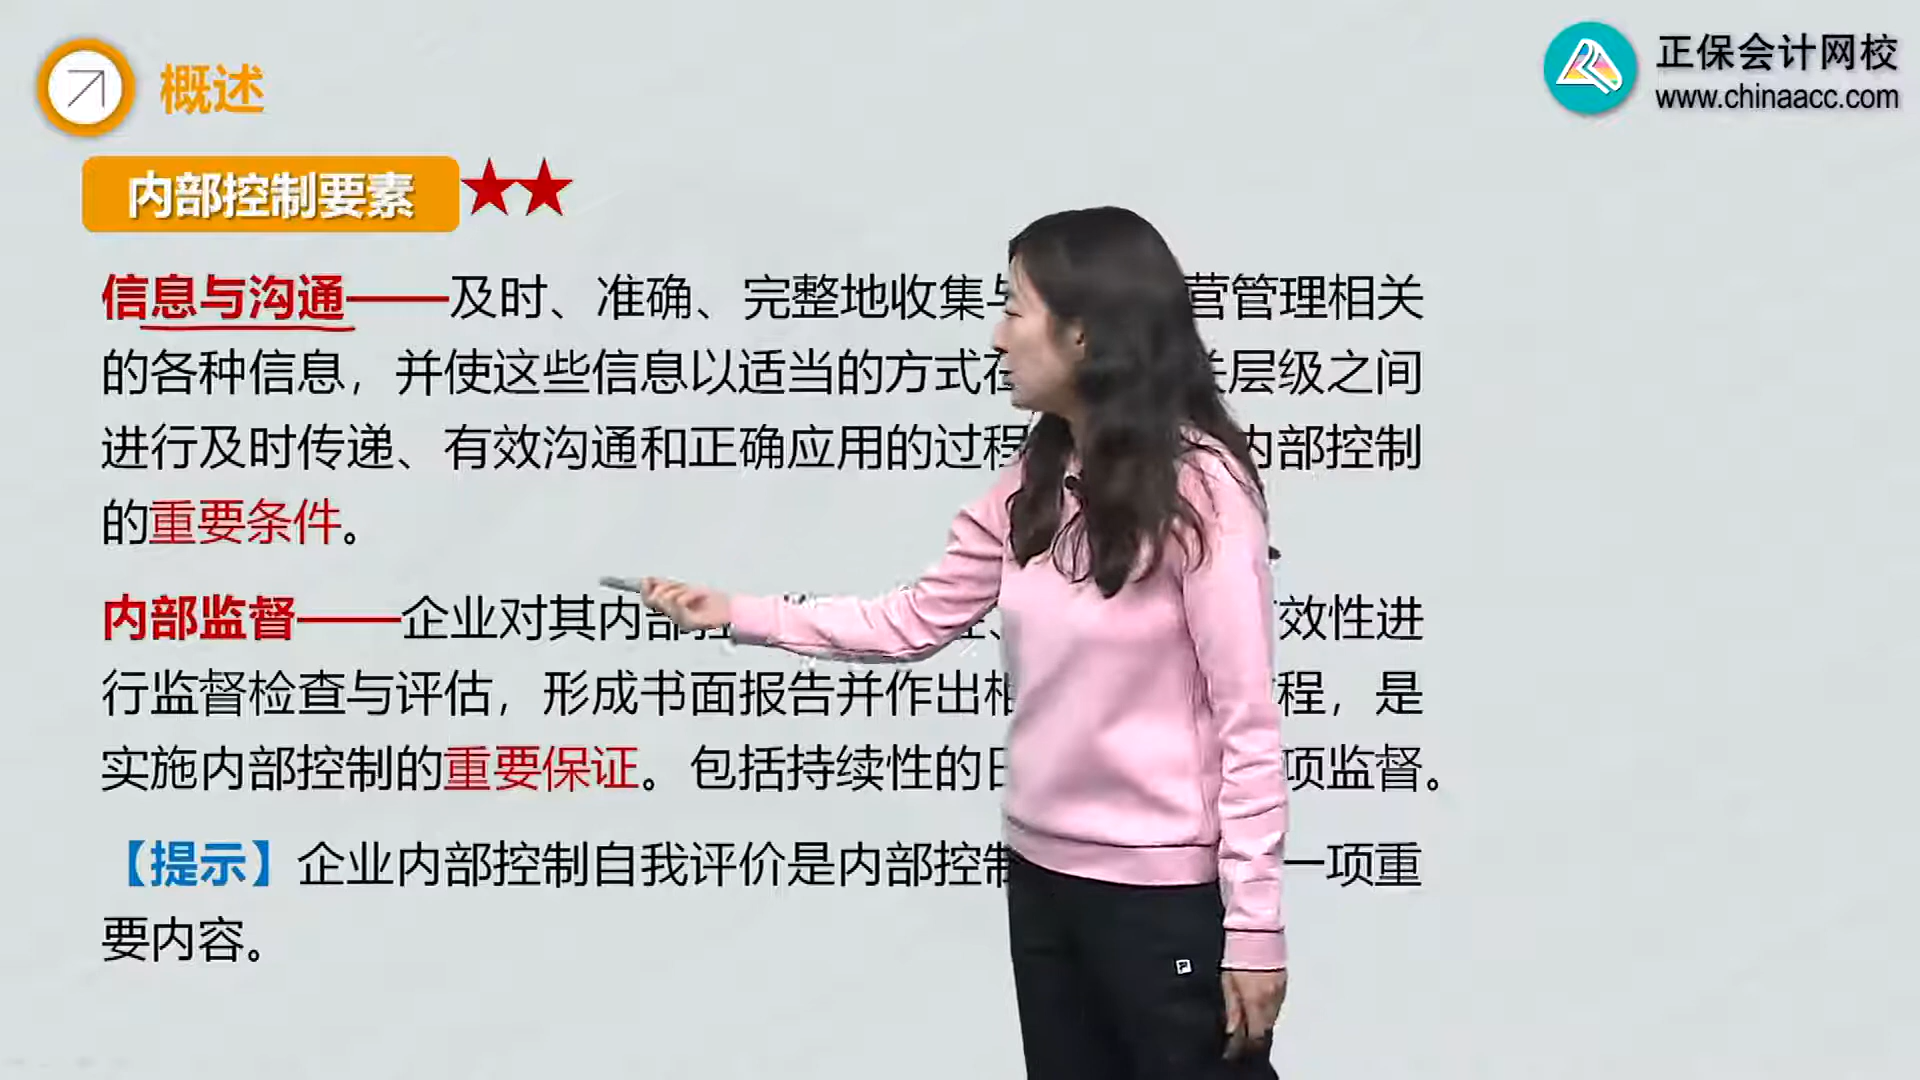 概述
正保会计网校
www.chinaacc.com
内部控制要素
信息与沟通——及时、准确、完整地收集 营管理相关
的各种信息，并使这些信息以适当的方式在 层级之间
进行及时传递、有效沟通和正确应用的过程 内部控制
的重要条件。
内部监督——企业对其内部控 效性进
行监督检查与评估，形成书面报告并作出相 程，是
实施内部控制的重要保证。包括持续性的日 项监督。
【提示】企业内部控制自我评价是内部控制 一项重
要内容。